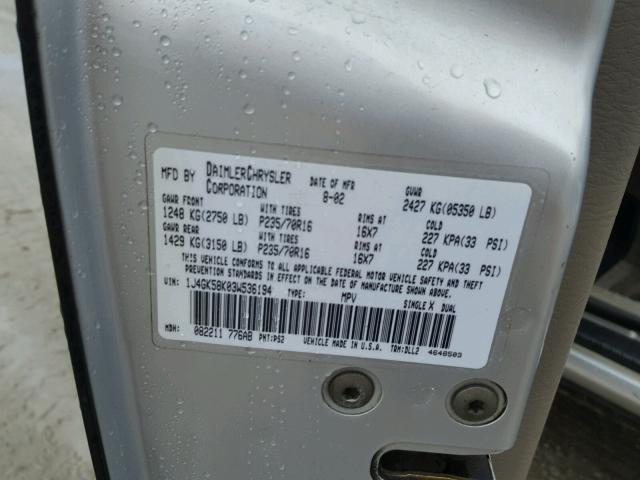 MFD BY DAIMLERCHRYSLER CORPORATION DATE OF MFR 8-02 GVWR 2427 KG(05350 LB)
GAWR FRONT WITH TIRES RIMS AT COLD
1248 KG(2750 LB) P235/70R16 16X7 227 KPA(33 PSI)
GAWR REAR WITH TIRES RIMS AT COLD
1429 KG(3150 LB) P235/70R16 16X7 227 KPA(33 PSI)
THIS VEHICLE CONFORMS TO ALL APPLICABLE FEDERAL MOTOR VEHICLE SAFETY AND THEFT
PREVENTION STANDARDS IN EFFECT ON THE DATE OF MANUFACTURE SHOWN ABOVE.
VIN: 1J4GK58K03W536194 TYPE: MPV SINGLE X DUAL
MDH: 082211 776AB PNT:PS2 VEHICLE MADE IN U.S.A. TRM:DLL2 4648503